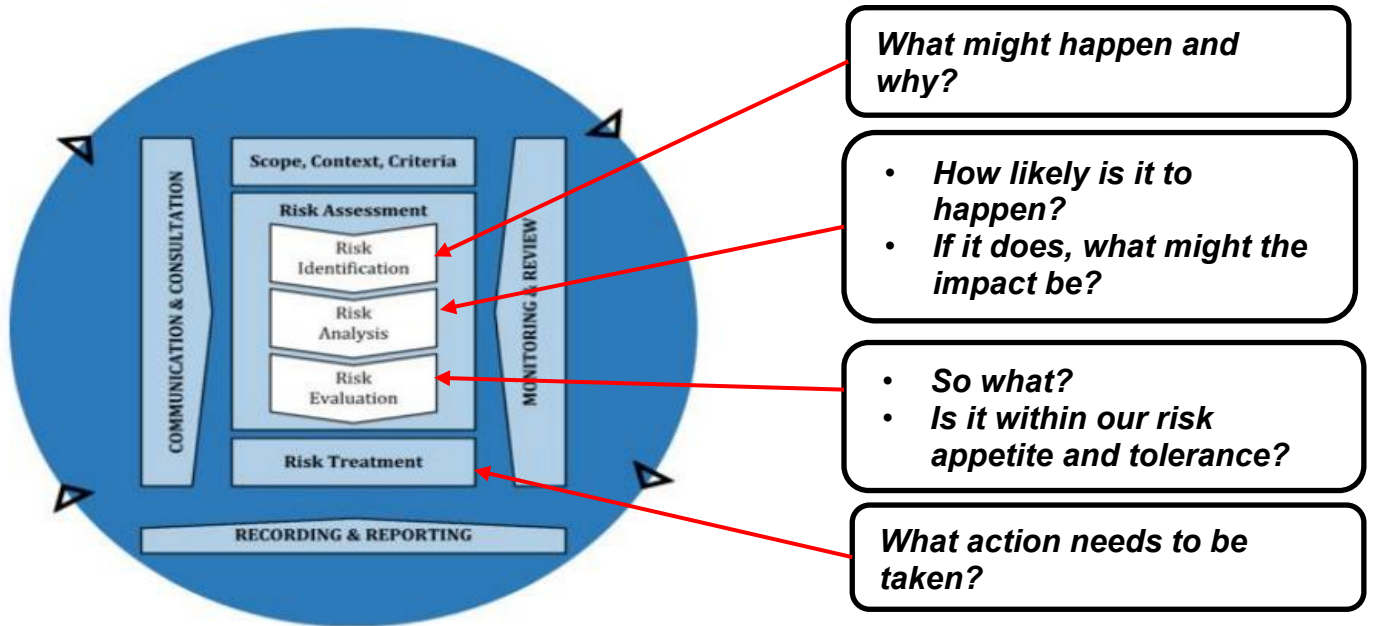 Scope, Context, Criteria
Risk Assessment
Risk
Identification
Risk
Analysis
Risk
Evaluation
Risk Treatment
COMMUNICATION & CONSULTATION
MONITORING & REVIEW
RECORDING & REPORTING
What might happen and
why?
• How likely is it to
happen?
• If it does, what might the
impact be?
• So what?
• Is it within our risk
appetite and tolerance?
What action needs to be
taken?